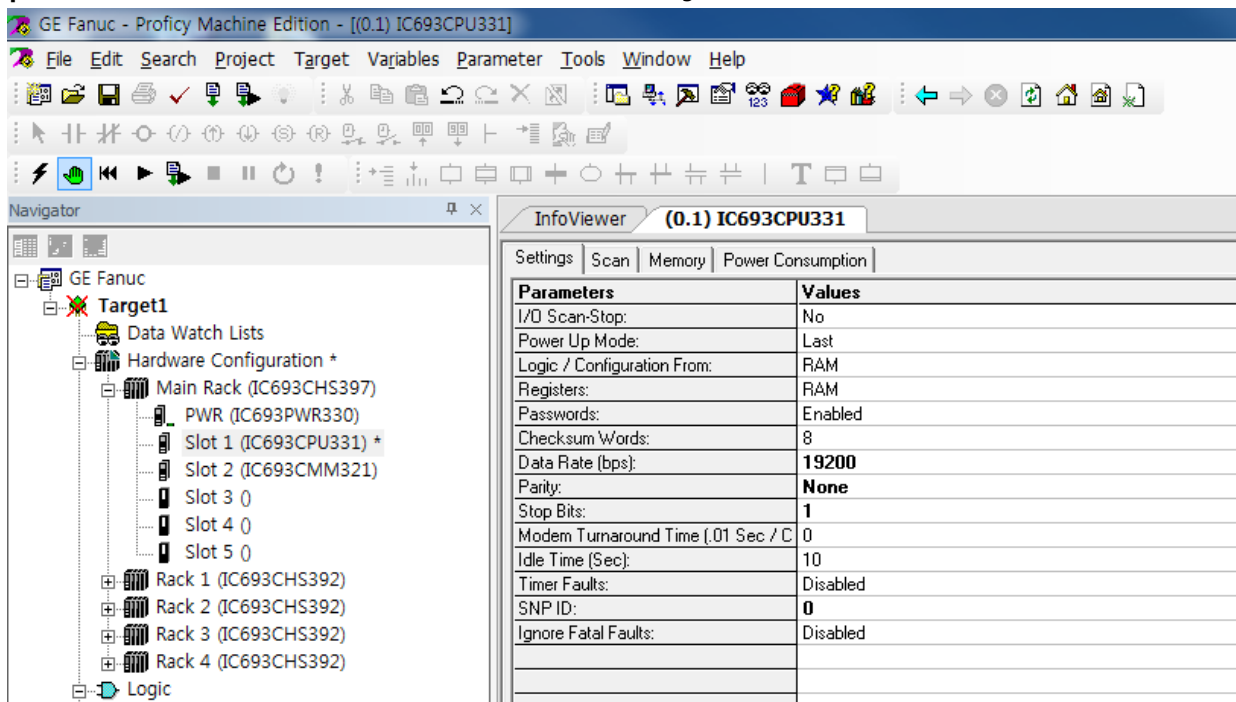 GE Fanuc - Proficy Machine Edition - [(0.1) IC693CPU331]
File Edit Search Project Target Variables Parameter Tools Window Help
Navigator
InfoViewer (0.1) IC693CPU331
Settings Scan Memory Power Consumption
GE Fanuc
Target1
Data Watch Lists
Hardware Configuration *
Main Rack (IC693CHS397)
PWR (IC693PWR330)
Slot 1 (IC693CPU331) *
Slot 2 (IC693CMM321)
Slot 3 ()
Slot 4 ()
Slot 5 ()
Rack 1 (IC693CHS392)
Rack 2 (IC693CHS392)
Rack 3 (IC693CHS392)
Rack 4 (IC693CHS392)
Logic
Parameters Values
I/O Scan-Stop: No
Power Up Mode: Last
Logic / Configuration From: RAM
Registers: RAM
Passwords: Enabled
Checksum Words: 8
Data Rate (bps): 19200
Parity: None
Stop Bits: 1
Modem Turnaround Time (.01 Sec / C 0
Idle Time (Sec): 10
Timer Faults: Disabled
SNP ID: 0
Ignore Fatal Faults: Disabled